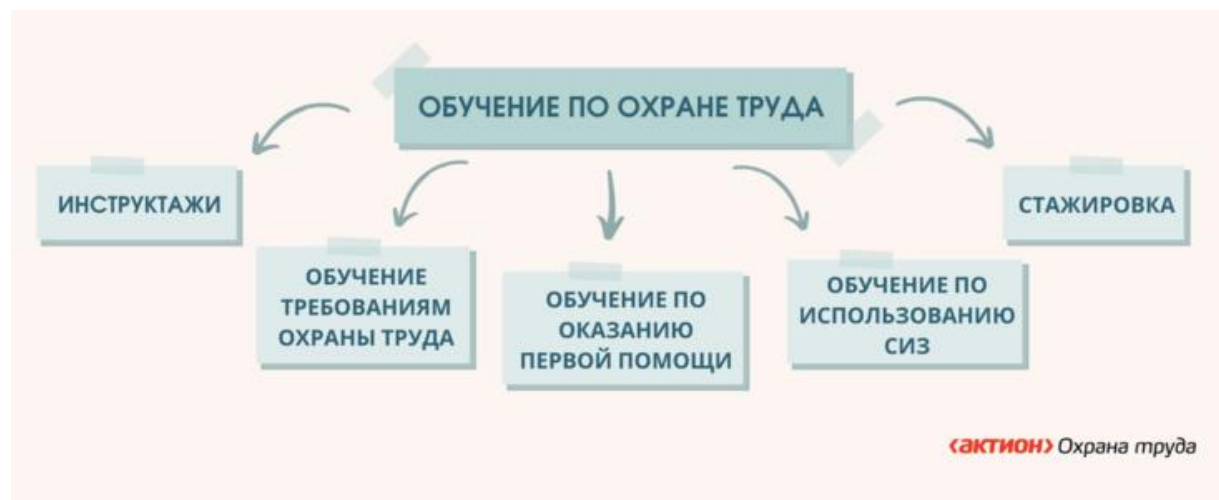 ОБУЧЕНИЕ ПО ОХРАНЕ ТРУДА
ИНСТРУКТАЖИ
ОБУЧЕНИЕ
ТРЕБОВАНИЯМ
ОХРАНЫ ТРУДА
ОБУЧЕНИЕ ПО
ОКАЗАНИЮ
ПЕРВОЙ ПОМОЩИ
ОБУЧЕНИЕ ПО
ИСПОЛЬЗОВАНИЮ
СИЗ
СТАЖИРОВКА
‹актион› Охрана труда